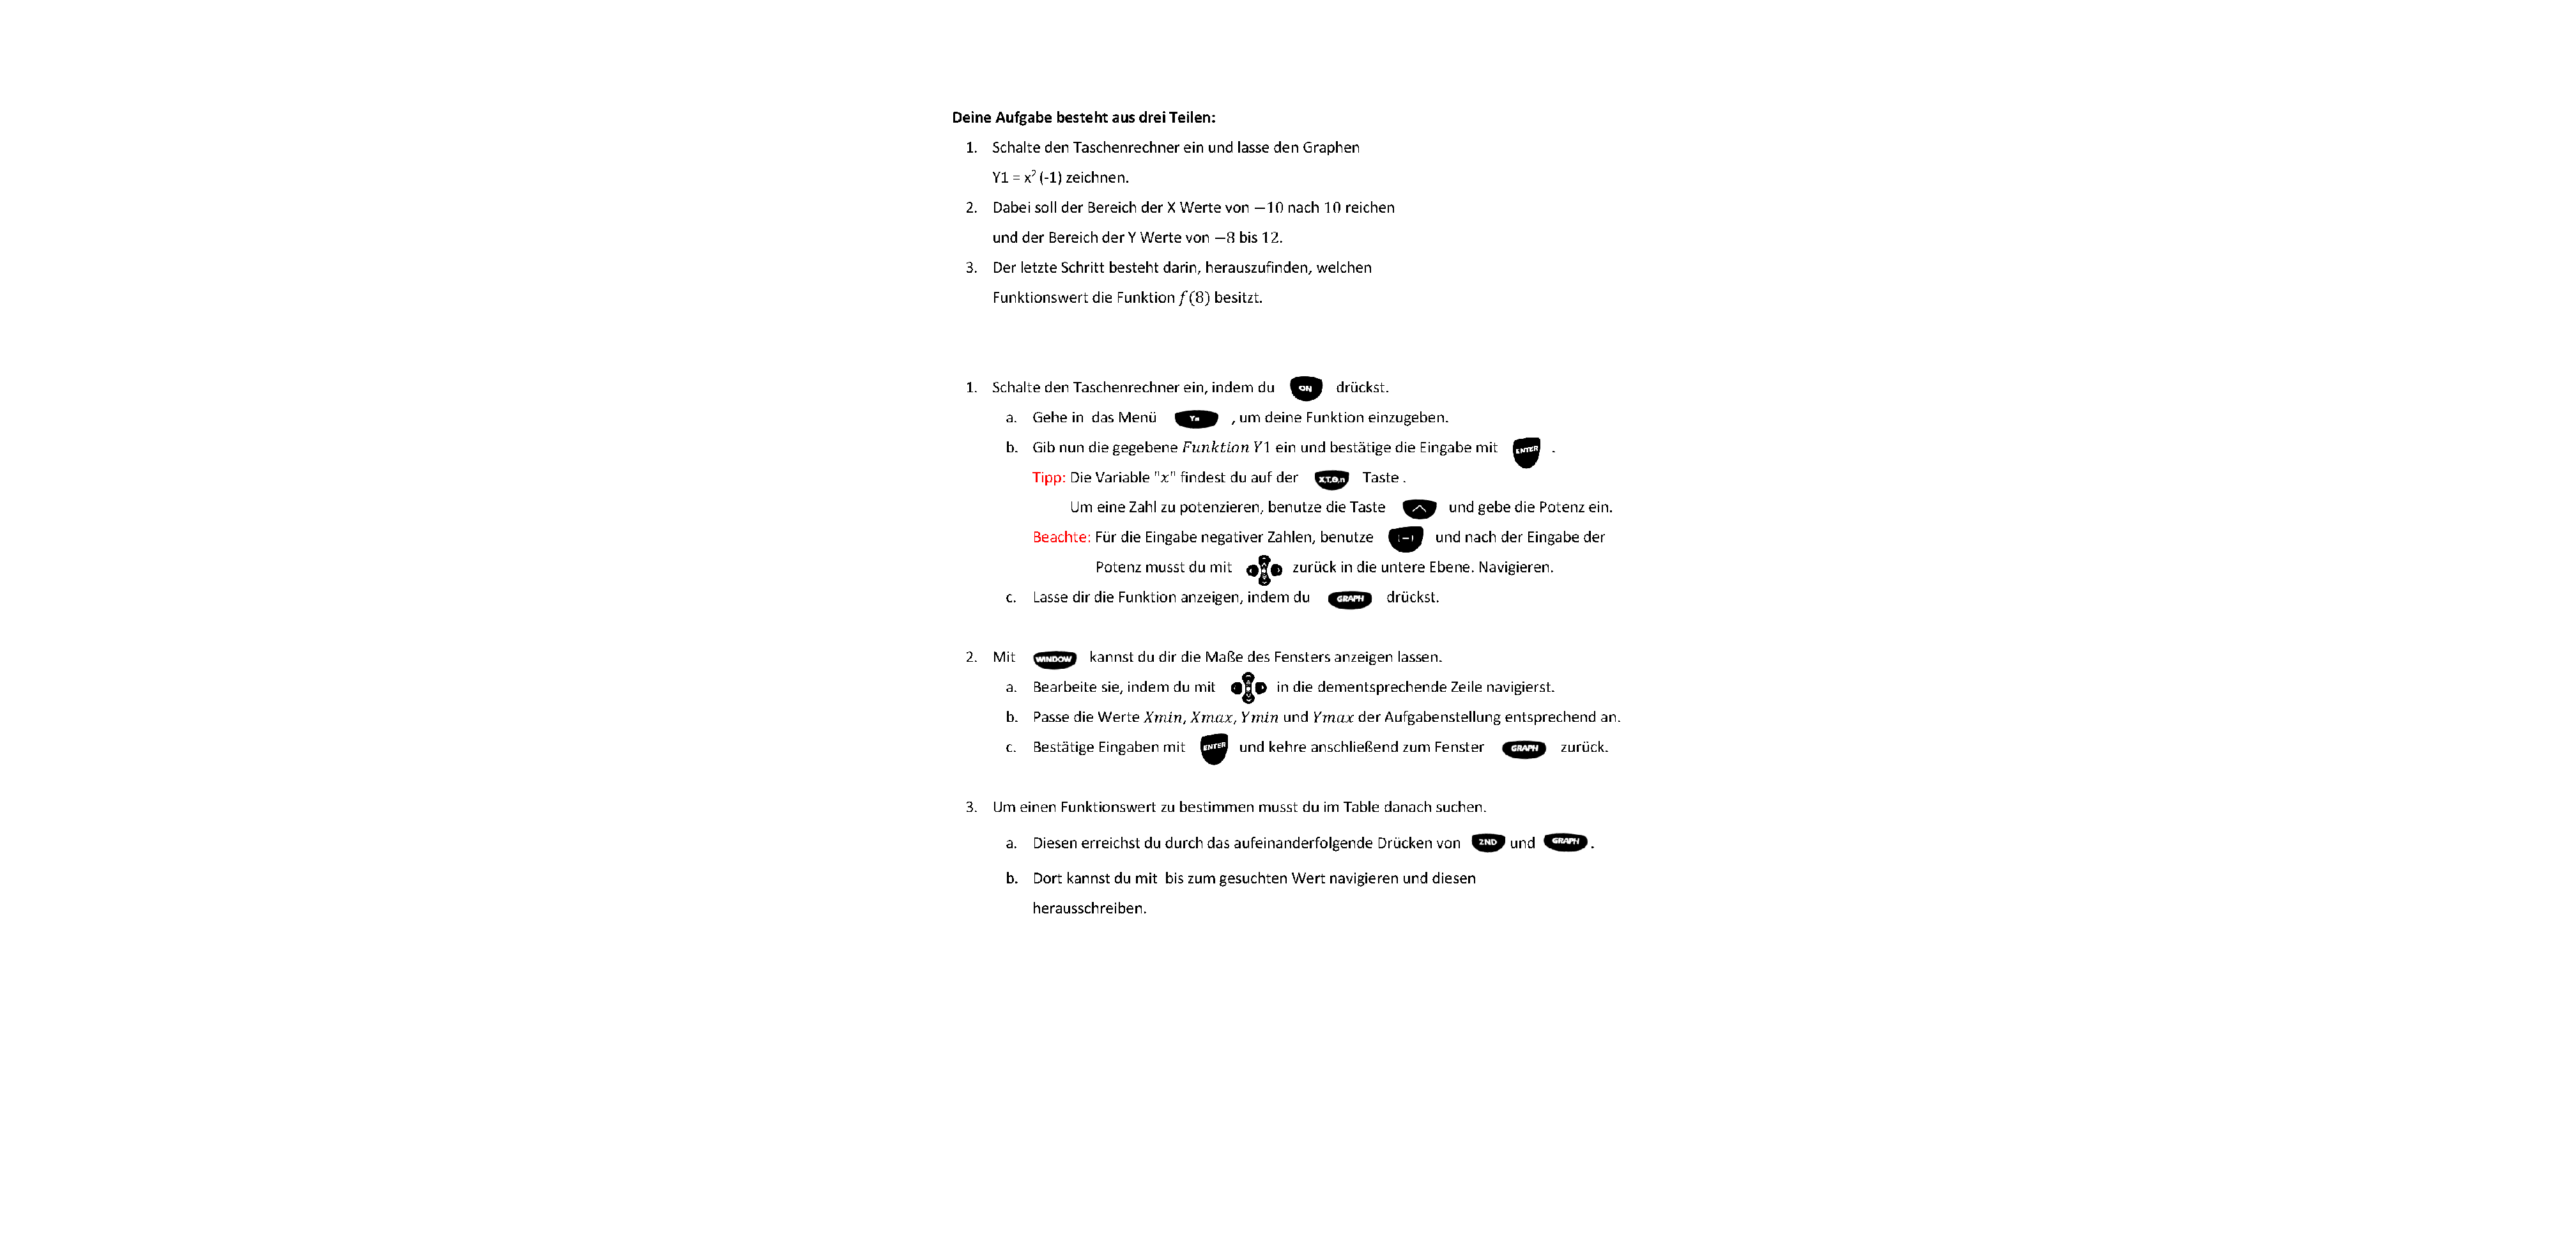 Deine Aufgabe besteht aus drei Teilen:
1. Schalte den Taschenrechner ein und lasse den Graphen
Y1 = x² (-1) zeichnen.
2. Dabei soll der Bereich der X Werte von −10 nach 10 reichen
und der Bereich der Y Werte von −8 bis 12.
3. Der letzte Schritt besteht darin, herauszufinden, welchen
Funktionswert die Funktion f(8) besitzt.
1. Schalte den Taschenrechner ein, indem du ON drückst.
a. Gehe in das Menü Y= , um deine Funktion einzugeben.
b. Gib nun die gegebene Funktion Y1 ein und bestätige die Eingabe mit ENTER .
Tipp: Die Variable "x" findest du auf der X,T,Θ,n Taste .
Um eine Zahl zu potenzieren, benutze die Taste ^ und gebe die Potenz ein.
Beachte: Für die Eingabe negativer Zahlen, benutze (−) und nach der Eingabe der
Potenz musst du mit zurück in die untere Ebene. Navigieren.
c. Lasse dir die Funktion anzeigen, indem du GRAPH drückst.
2. Mit WINDOW kannst du dir die Maße des Fensters anzeigen lassen.
a. Bearbeite sie, indem du mit in die dementsprechende Zeile navigierst.
b. Passe die Werte Xmin, Xmax, Ymin und Ymax der Aufgabenstellung entsprechend an.
c. Bestätige Eingaben mit ENTER und kehre anschließend zum Fenster GRAPH zurück.
3. Um einen Funktionswert zu bestimmen musst du im Table danach suchen.
a. Diesen erreichst du durch das aufeinanderfolgende Drücken von 2ND und GRAPH .
b. Dort kannst du mit bis zum gesuchten Wert navigieren und diesen
herausschreiben.